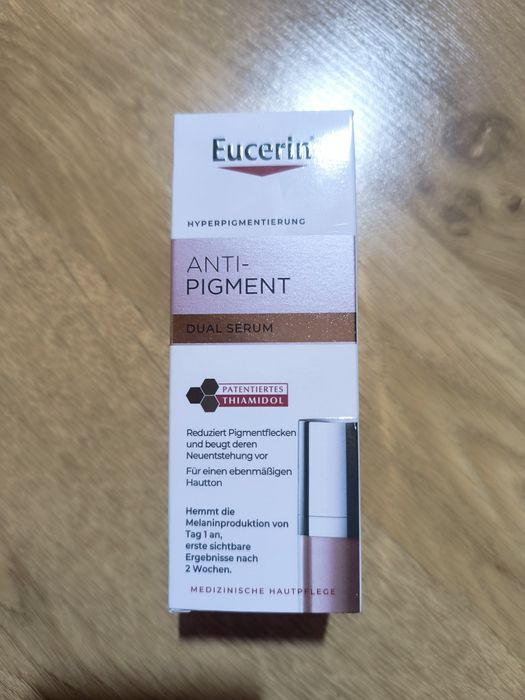 Eucerin
HYPERPIGMENTIERUNG
ANTI-
PIGMENT
DUAL SERUM
PATENTIERTES
THIAMIDOL
Reduziert Pigmentflecken
und beugt deren
Neuentstehung vor
Für einen ebenmäßigen
Hautton
Hemmt die
Melaninproduktion von
Tag 1 an,
erste sichtbare
Ergebnisse nach
2 Wochen.
MEDIZINISCHE HAUTPFLEGE